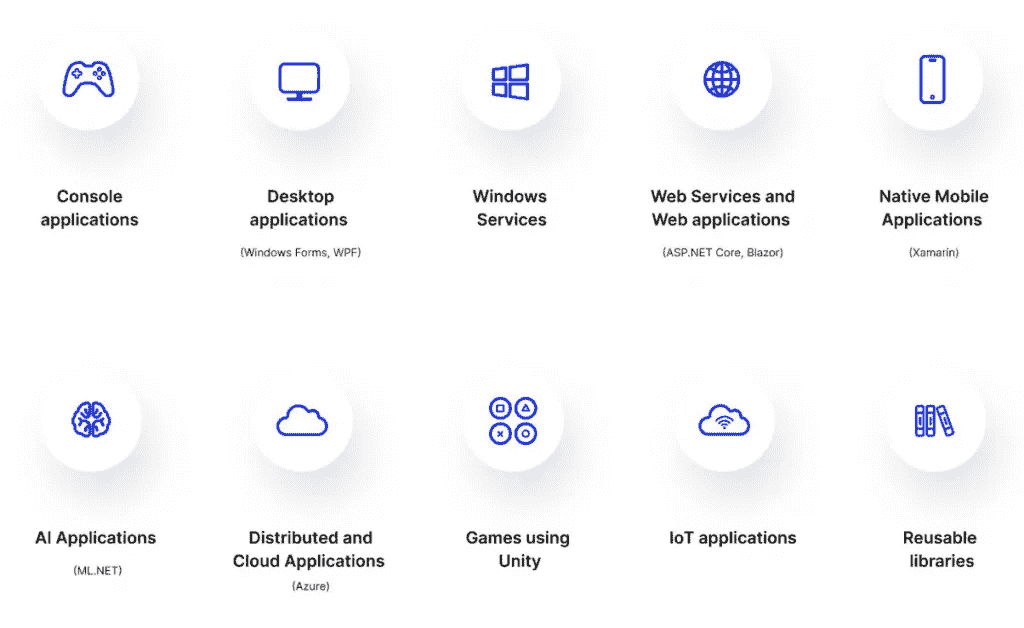 Console
applications
Desktop
applications
(Windows Forms, WPF)
Windows
Services
Web Services and
Web applications
(ASP.NET Core, Blazor)
Native Mobile
Applications
(Xamarin)
AI Applications
(ML.NET)
Distributed and
Cloud Applications
(Azure)
Games using
Unity
IoT applications
Reusable
libraries